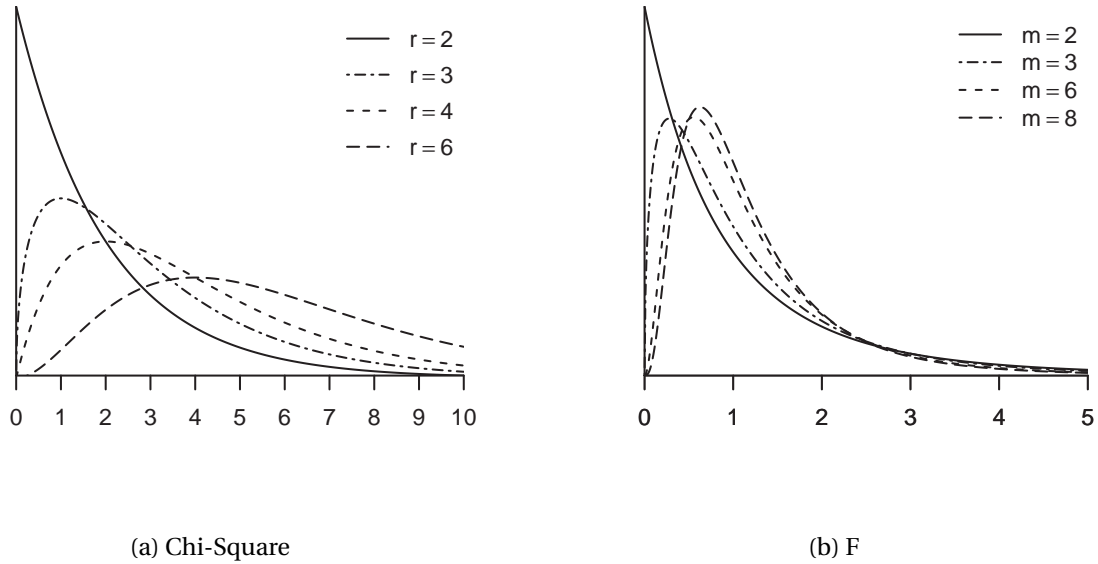 r = 2
r = 3
r = 4
r = 6
0 1 2 3 4 5 6 7 8 9 10
(a) Chi-Square
m = 2
m = 3
m = 6
m = 8
0 1 2 3 4 5
(b) F